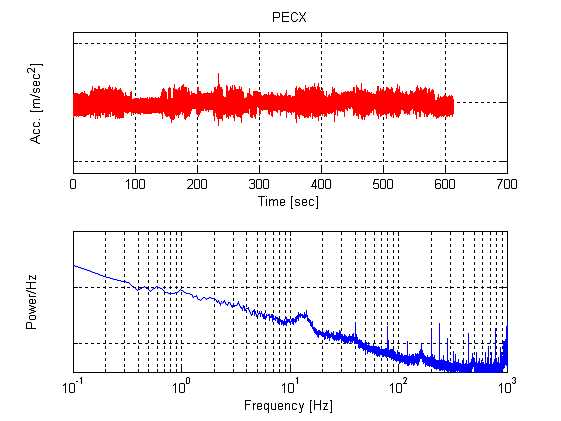 PECX
Acc. [m/sec²]
0 100 200 300 400 500 600 700
Time [sec]
Power/Hz
10⁻¹ 10⁰ 10¹ 10² 10³
Frequency [Hz]